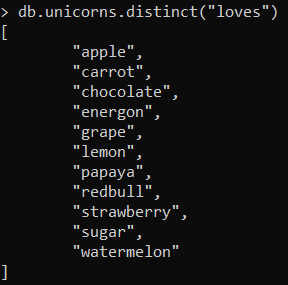 > db.unicorns.distinct("loves")
[
        "apple",
        "carrot",
        "chocolate",
        "energon",
        "grape",
        "lemon",
        "papaya",
        "redbull",
        "strawberry",
        "sugar",
        "watermelon"
]